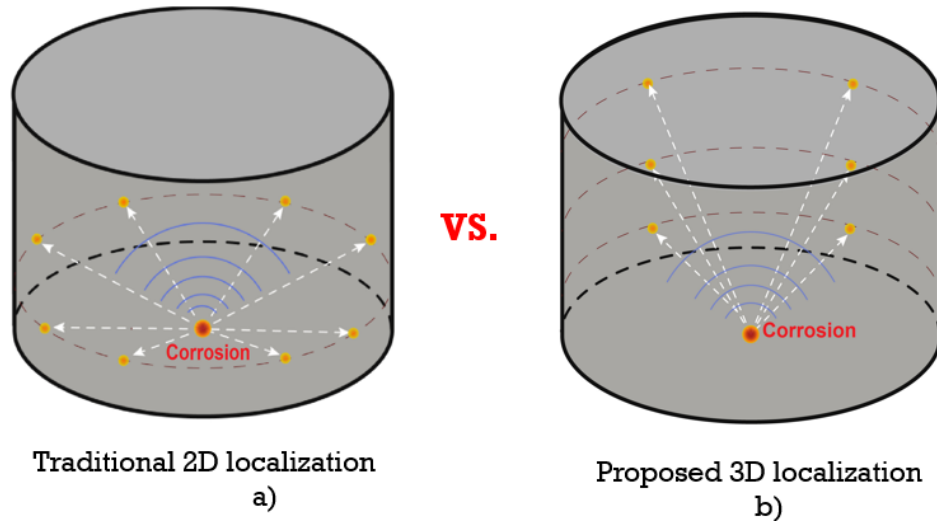 Corrosion
vs.
Corrosion
Traditional 2D localization
a)
Proposed 3D localization
b)